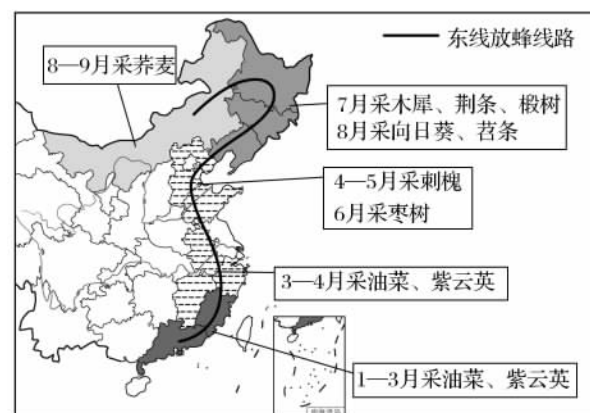 东线放蜂线路
8—9月采荞麦
7月采木犀、荆条、椴树
8月采向日葵、苕条
4—5月采刺槐
6月采枣树
3—4月采油菜、紫云英
1—3月采油菜、紫云英